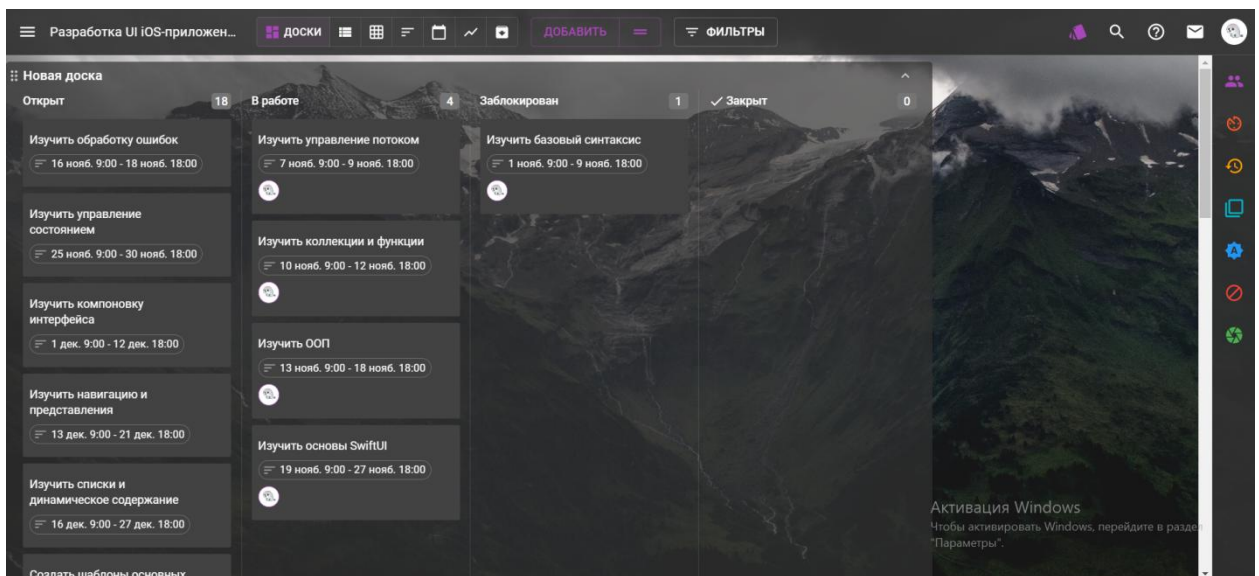 Разработка UI iOS-приложен...
ДОСКИ
ДОБАВИТЬ
ФИЛЬТРЫ
Новая доска
Открыт 18
Изучить обработку ошибок
16 нояб. 9:00 - 18 нояб. 18:00
Изучить управление
состоянием
25 нояб. 9:00 - 30 нояб. 18:00
Изучить компоновку
интерфейса
1 дек. 9:00 - 12 дек. 18:00
Изучить навигацию и
представления
13 дек. 9:00 - 21 дек. 18:00
Изучить списки и
динамическое содержание
16 дек. 9:00 - 27 дек. 18:00
Создать шаблоны основных
В работе 4
Изучить управление потоком
7 нояб. 9:00 - 9 нояб. 18:00
Изучить коллекции и функции
10 нояб. 9:00 - 12 нояб. 18:00
Изучить ООП
13 нояб. 9:00 - 18 нояб. 18:00
Изучить основы SwiftUI
19 нояб. 9:00 - 27 нояб. 18:00
Заблокирован 1
Изучить базовый синтаксис
1 нояб. 9:00 - 9 нояб. 18:00
Закрыт 0
A
Активация Windows
Чтобы активировать Windows, перейдите в раздел
"Параметры".